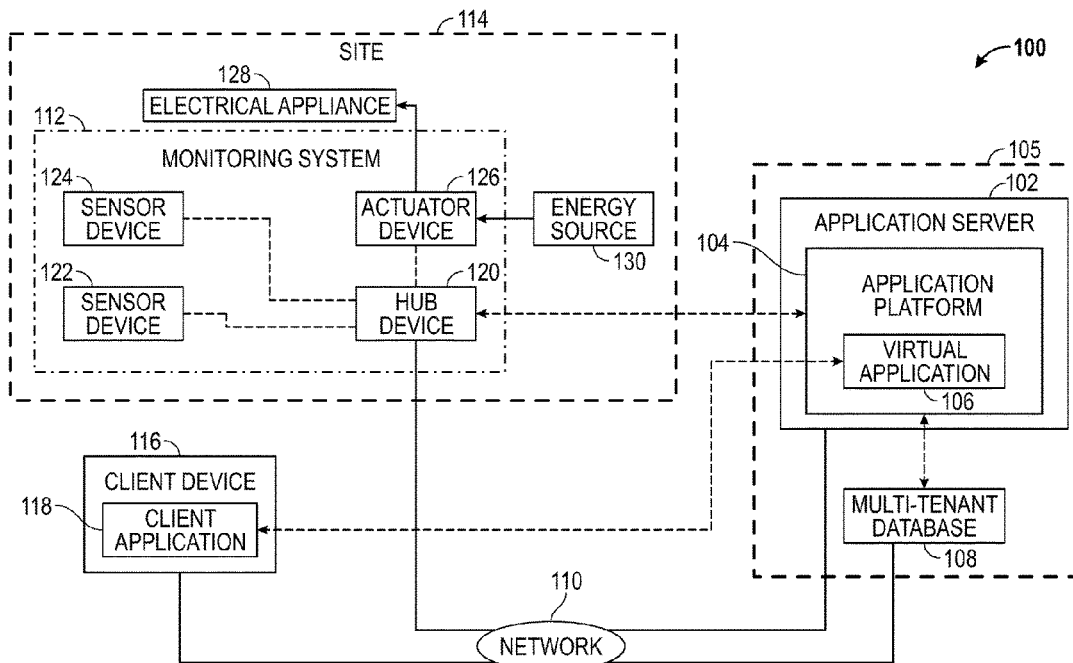 114
SITE
100
128
ELECTRICAL APPLIANCE
112
MONITORING SYSTEM
105
124
126
102
SENSOR
DEVICE
ACTUATOR
DEVICE
ENERGY
SOURCE
130
APPLICATION SERVER
104
122
120
APPLICATION
PLATFORM
SENSOR
DEVICE
HUB
DEVICE
VIRTUAL
APPLICATION
106
116
CLIENT DEVICE
118
CLIENT
APPLICATION
MULTI-TENANT
DATABASE
108
110
NETWORK